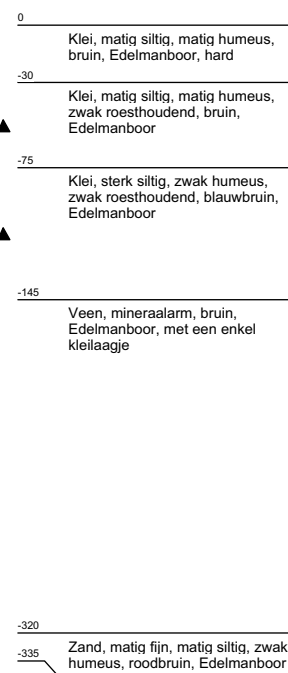 0
Klei, matig siltig, matig humeus,
bruin, Edelmanboor, hard
-30
Klei, matig siltig, matig humeus,
zwak roesthoudend, bruin,
Edelmanboor
-75
Klei, sterk siltig, zwak humeus,
zwak roesthoudend, blauwbruin,
Edelmanboor
-145
Veen, mineraalarm, bruin,
Edelmanboor, met een enkel
kleilaagje
-320
Zand, matig fijn, matig siltig, zwak
-335
humeus, roodbruin, Edelmanboor